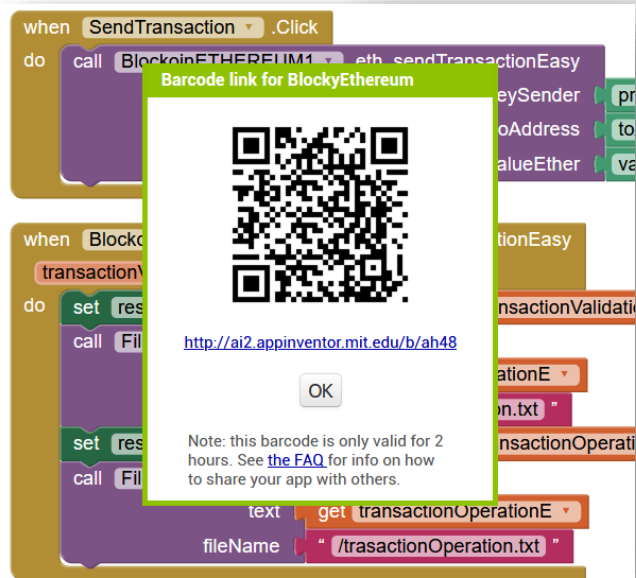 when SendTransaction .Click
do call BlockoinETHEREUM1 .eth_sendTransactionEasy
Barcode link for BlockyEthereum
eySender pr
oAddress to
alueEther va
http://ai2.appinventor.mit.edu/b/ah48
OK
Note: this barcode is only valid for 2
hours. See the FAQ for info on how
to share your app with others.
when Blocko tionEasy
transactionV
do set res nsactionValidati
call Fil
ationE
on.txt "
set res nsactionOperati
call Fil
text get transactionOperationE
fileName " /trasactionOperation.txt "